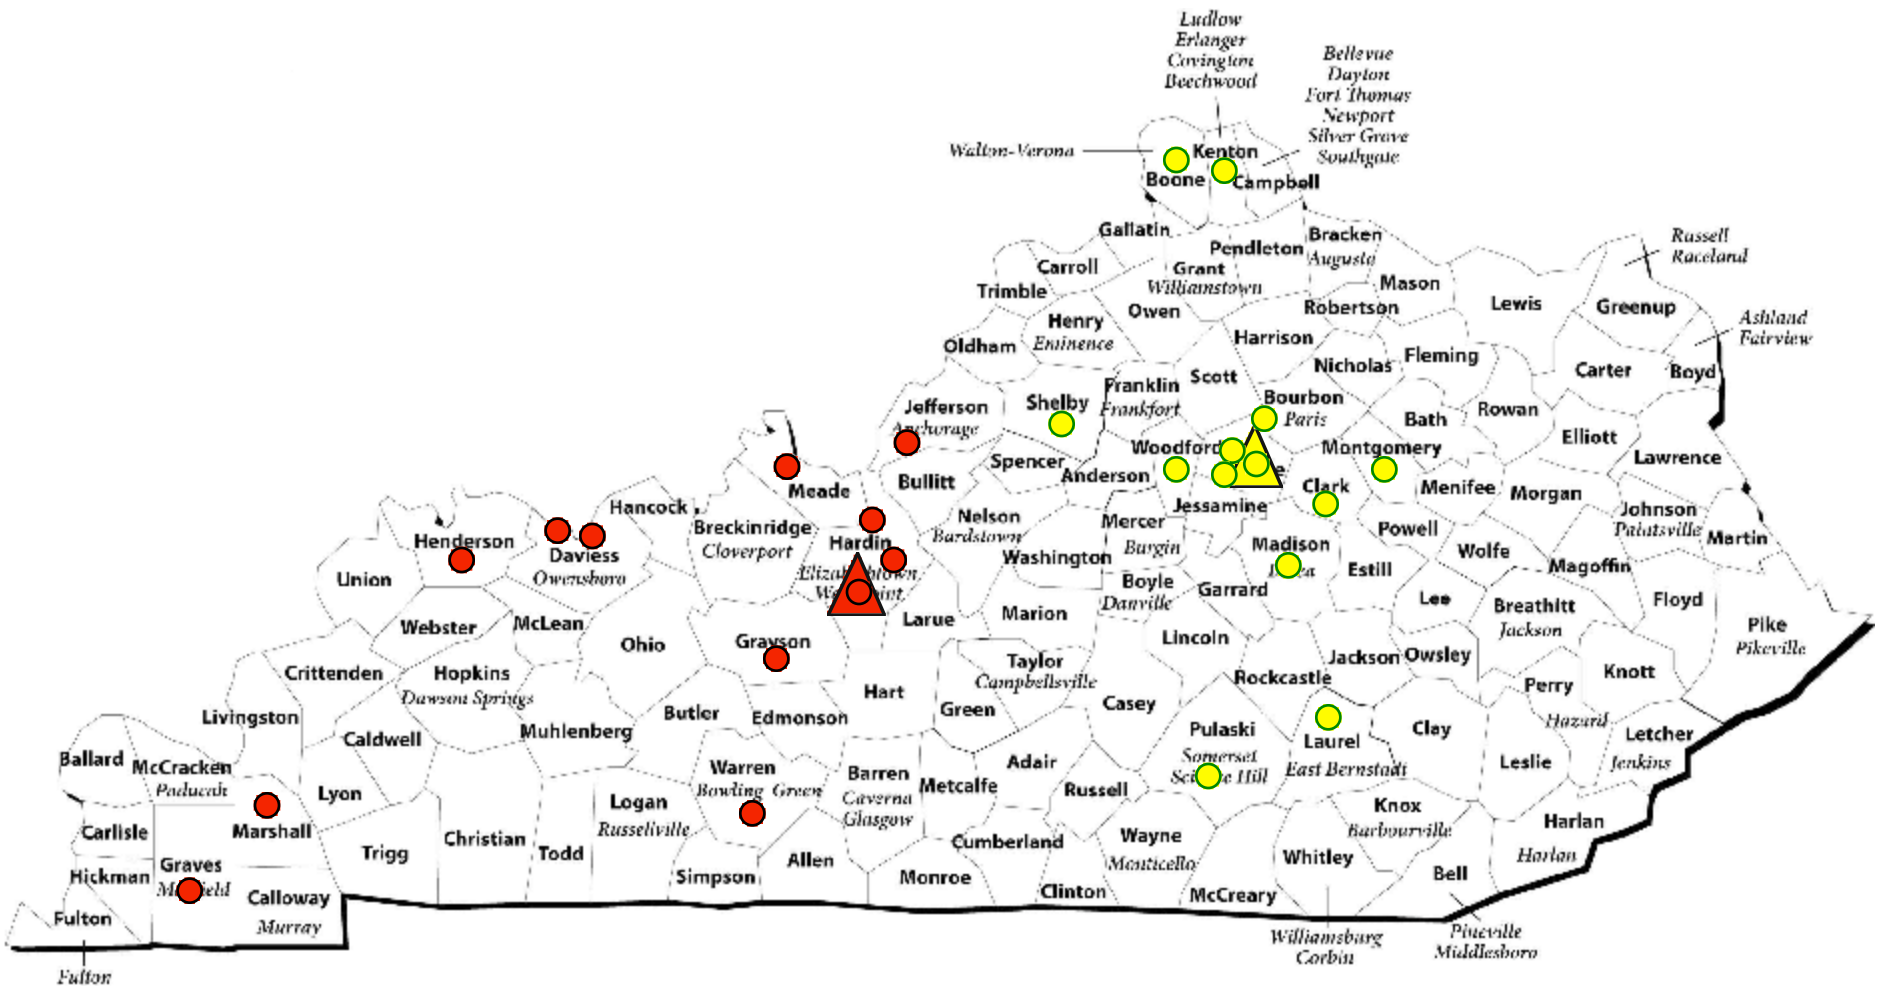 Ludlow
Erlanger
Covington
Beechwood
Bellevue
Dayton
Fort Thomas
Newport
Silver Grove
Southgate
Walton-Verona
Kenton
Boone
Campbell
Gallatin
Pendleton
Bracken
Augusta
Russell
Raceland
Carroll
Grant
Williamstown
Mason
Trimble
Owen
Robertson
Lewis
Greenup
Ashland
Fairview
Henry
Eminence
Oldham
Harrison
Nicholas
Fleming
Carter
Boyd
Scott
Franklin
Frankfort
Shelby
Jefferson
Anchorage
Bourbon
Paris
Bath
Rowan
Elliott
Lawrence
Woodford
Montgomery
Spencer
Anderson
Bullitt
Meade
Clark
Menifee
Morgan
Jessamine
Johnson
Paintsville
Martin
Hancock
Breckinridge
Cloverport
Nelson
Bardstown
Mercer
Burgin
Powell
Henderson
Daviess
Owensboro
Hardin
Washington
Madison
Estill
Wolfe
Magoffin
Union
Boyle
Danville
Garrard
Lee
Breathitt
Jackson
Floyd
Webster
McLean
Larue
Marion
Lincoln
Pike
Pikeville
Ohio
Grayson
Crittenden
Hopkins
Dawson Springs
Taylor
Campbellsville
Green
Hart
Rockcastle
Jackson
Owsley
Perry
Hazard
Knott
Livingston
Butler
Edmonson
Casey
Pulaski
Somerset
Laurel
East Bernstadt
Clay
Leslie
Letcher
Jenkins
Muhlenberg
Caldwell
Ballard
McCracken
Paducah
Lyon
Warren
Bowling Green
Barren
Caverna
Glasgow
Metcalfe
Adair
Russell
Logan
Russellville
Marshall
Carlisle
Graves
Hickman
Calloway
Murray
Trigg
Christian
Todd
Simpson
Allen
Monroe
Cumberland
Clinton
Wayne
Monticello
McCreary
Whitley
Knox
Barbourville
Bell
Harlan
Harlan
Fulton
Fulton
Williamsburg
Corbin
Pineville
Middlesboro